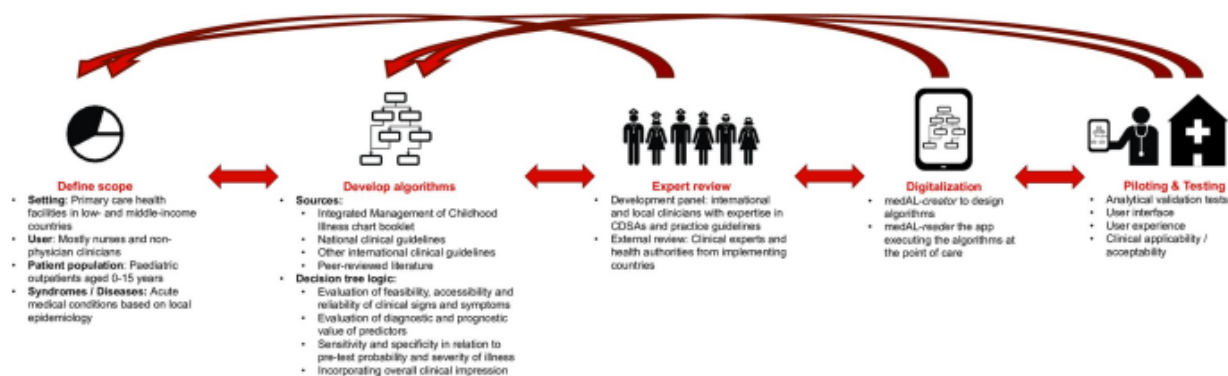 Define scope
• Setting: Primary care health
facilities in low- and middle-income
countries
• User: Mostly nurses and non-
physician clinicians
• Patient population: Paediatric
outpatients aged 0-15 years
• Syndromes / Diseases: Acute
medical conditions based on local
epidemiology
Develop algorithms
• Sources:
• Integrated Management of Childhood
Illness chart booklet
• National clinical guidelines
• Other international clinical guidelines
• Peer-reviewed literature
• Decision tree logic:
• Evaluation of feasibility, accessibility and
reliability of clinical signs and symptoms
• Evaluation of diagnostic and prognostic
value of predictors
• Sensitivity and specificity in relation to
pre-test probability and severity of illness
• Incorporating overall clinical impression
Expert review
• Development panel: international
and local clinicians with expertise in
CDSAs and practice guidelines
• External review: Clinical experts and
health authorities from implementing
countries
Digitalization
• medAL-creator to design
algorithms
• medAL-reader the app
executing the algorithms at
the point of care
Piloting & Testing
• Analytical validation tests
• User interface
• User experience
• Clinical applicability /
acceptability